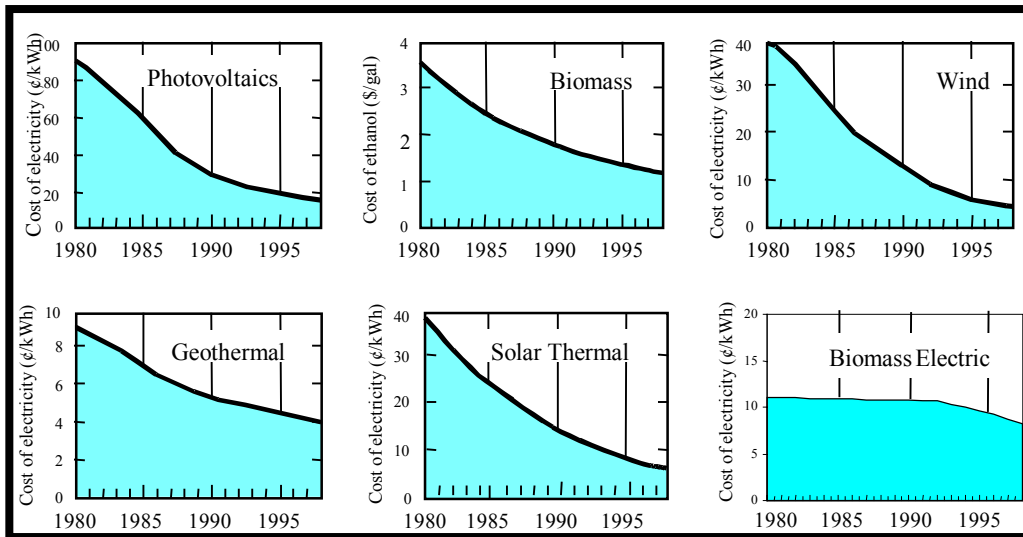 Cost of electricity (¢/kWh)
100
80
60
40
20
0
Photovoltaics
1980 1985 1990 1995
Cost of ethanol ($/gal)
4
3
2
1
0
Biomass
1980 1985 1990 1995
Cost of electricity (¢/kWh)
40
30
20
10
0
Wind
1980 1985 1990 1995
Cost of electricity (¢/kWh)
10
8
6
4
2
0
Geothermal
1980 1985 1990 1995
Cost of electricity (¢/kWh)
40
30
20
10
0
Solar Thermal
1980 1985 1990 1995
Cost of electricity (¢/kWh)
20
15
10
5
0
Biomass Electric
1980 1985 1990 1995